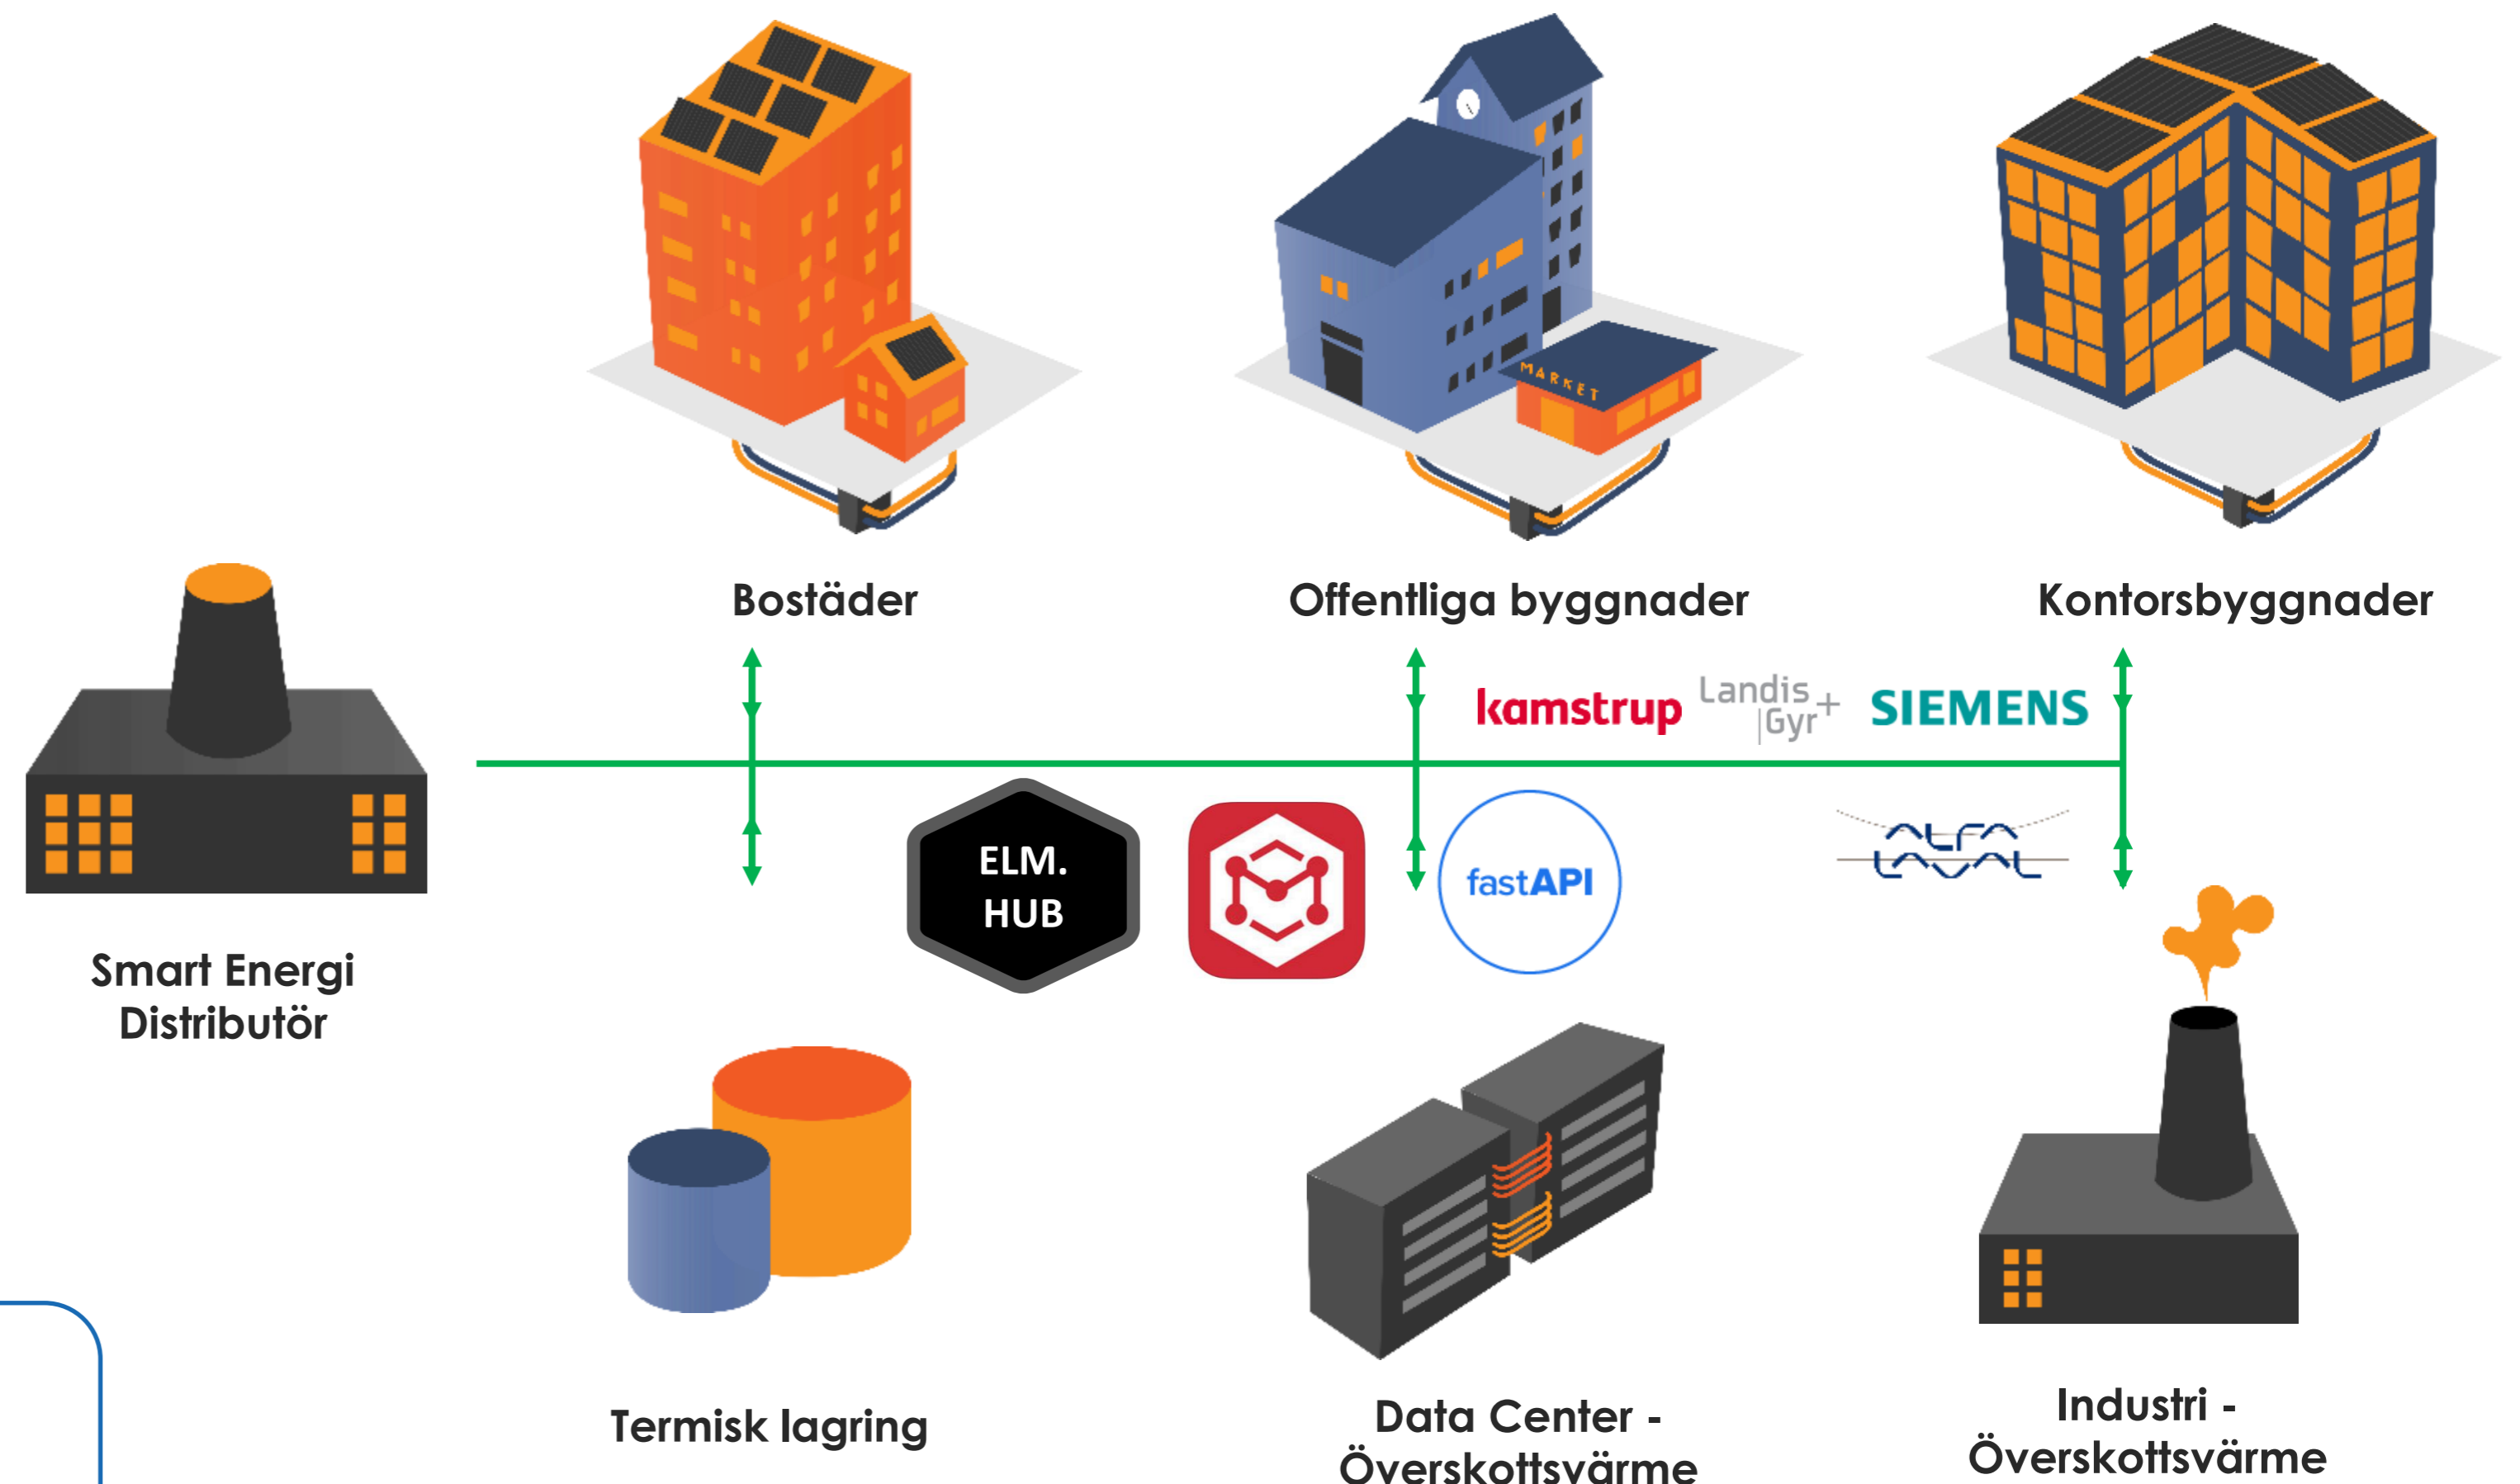 MARKET
Bostäder
Offentliga byggnader
Kontorsbyggnader
kamstrup
Landis
|Gyr+
SIEMENS
ELM.
HUB
fastAPI
ALFA
LAVAL
Smart Energi
Distributör
Termisk lagring
Data Center -
Överskottsvärme
Industri -
Överskottsvärme